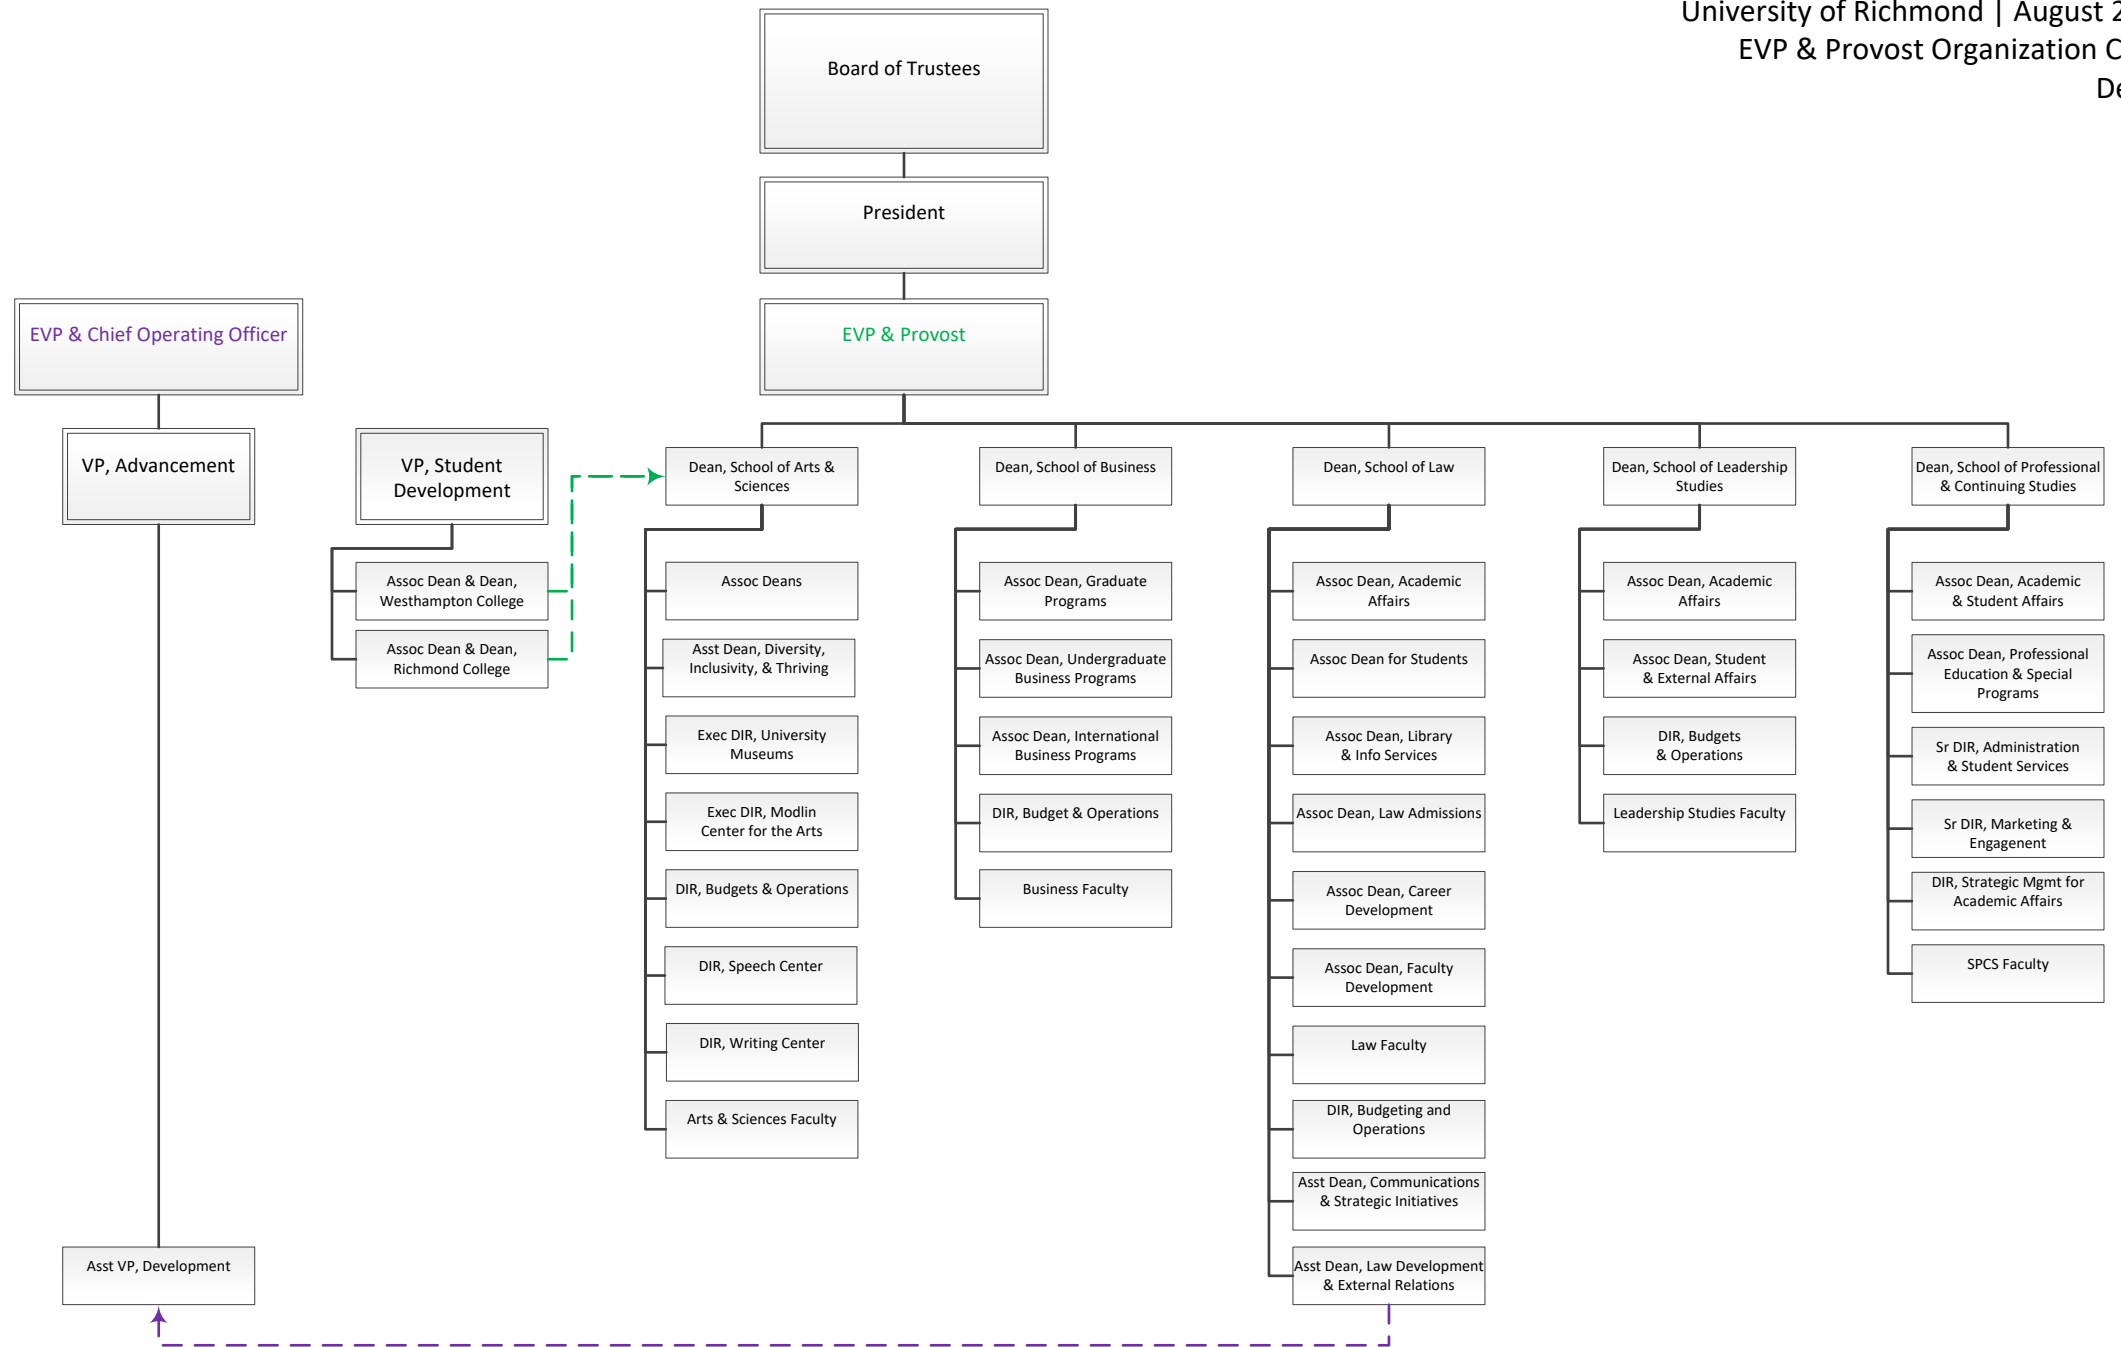 University of Richmond | August
EVP & Provost Organization
Board of Trustees
President
EVP & Chief Operating Officer
EVP & Provost
VP, Advancement
VP, Student
Development
Dean, School of Arts &
Sciences
Dean, School of Business
Dean, School of Law
Dean, School of Leadership
Studies
Dean, School of Professional
& Continuing Studies
Assoc Dean & Dean,
Westhampton College
Assoc Dean & Dean,
Richmond College
Assoc Deans
Asst Dean, Diversity,
Inclusivity, & Thriving
Exec DIR, University
Museums
Exec DIR, Modlin
Center for the Arts
DIR, Budgets & Operations
DIR, Speech Center
DIR, Writing Center
Arts & Sciences Faculty
Assoc Dean, Graduate
Programs
Assoc Dean, Undergraduate
Business Programs
Assoc Dean, International
Business Programs
DIR, Budget & Operations
Business Faculty
Assoc Dean, Academic
Affairs
Assoc Dean for Students
Assoc Dean, Library
& Info Services
Assoc Dean, Law Admissions
Assoc Dean, Career
Development
Assoc Dean, Faculty
Development
Law Faculty
DIR, Budgeting and
Operations
Asst Dean, Communications
& Strategic Initiatives
Asst Dean, Law Development
& External Relations
Assoc Dean, Academic
Affairs
Assoc Dean, Student
& External Affairs
DIR, Budgets
& Operations
Leadership Studies Faculty
Assoc Dean, Academic
& Student Affairs
Assoc Dean, Professional
Education & Special
Programs
Sr DIR, Administration
& Student Services
Sr DIR, Marketing &
Engagenent
DIR, Strategic Mgmt for
Academic Affairs
SPCS Faculty
Asst VP, Development